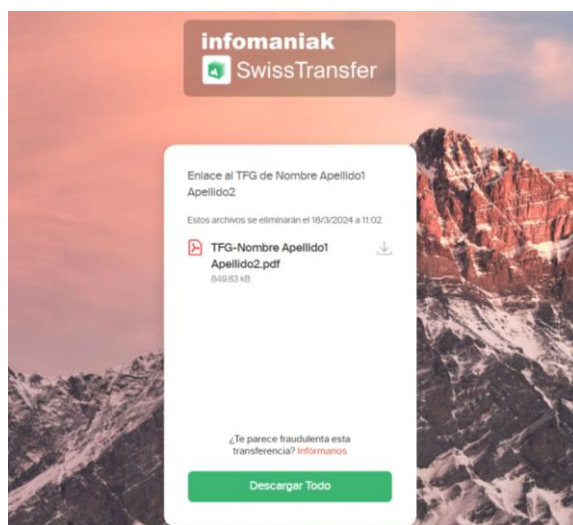 infomaniak
SwissTransfer
Enlace al TFG de Nombre Apellido1
Apellido2
Estos archivos se eliminarán el 18/3/2024 a 11:02
TFG-Nombre Apellido1
Apellido2.pdf
849.83 kB
¿Te parece fraudulenta esta
transferencia? Infórmanos
Descargar Todo